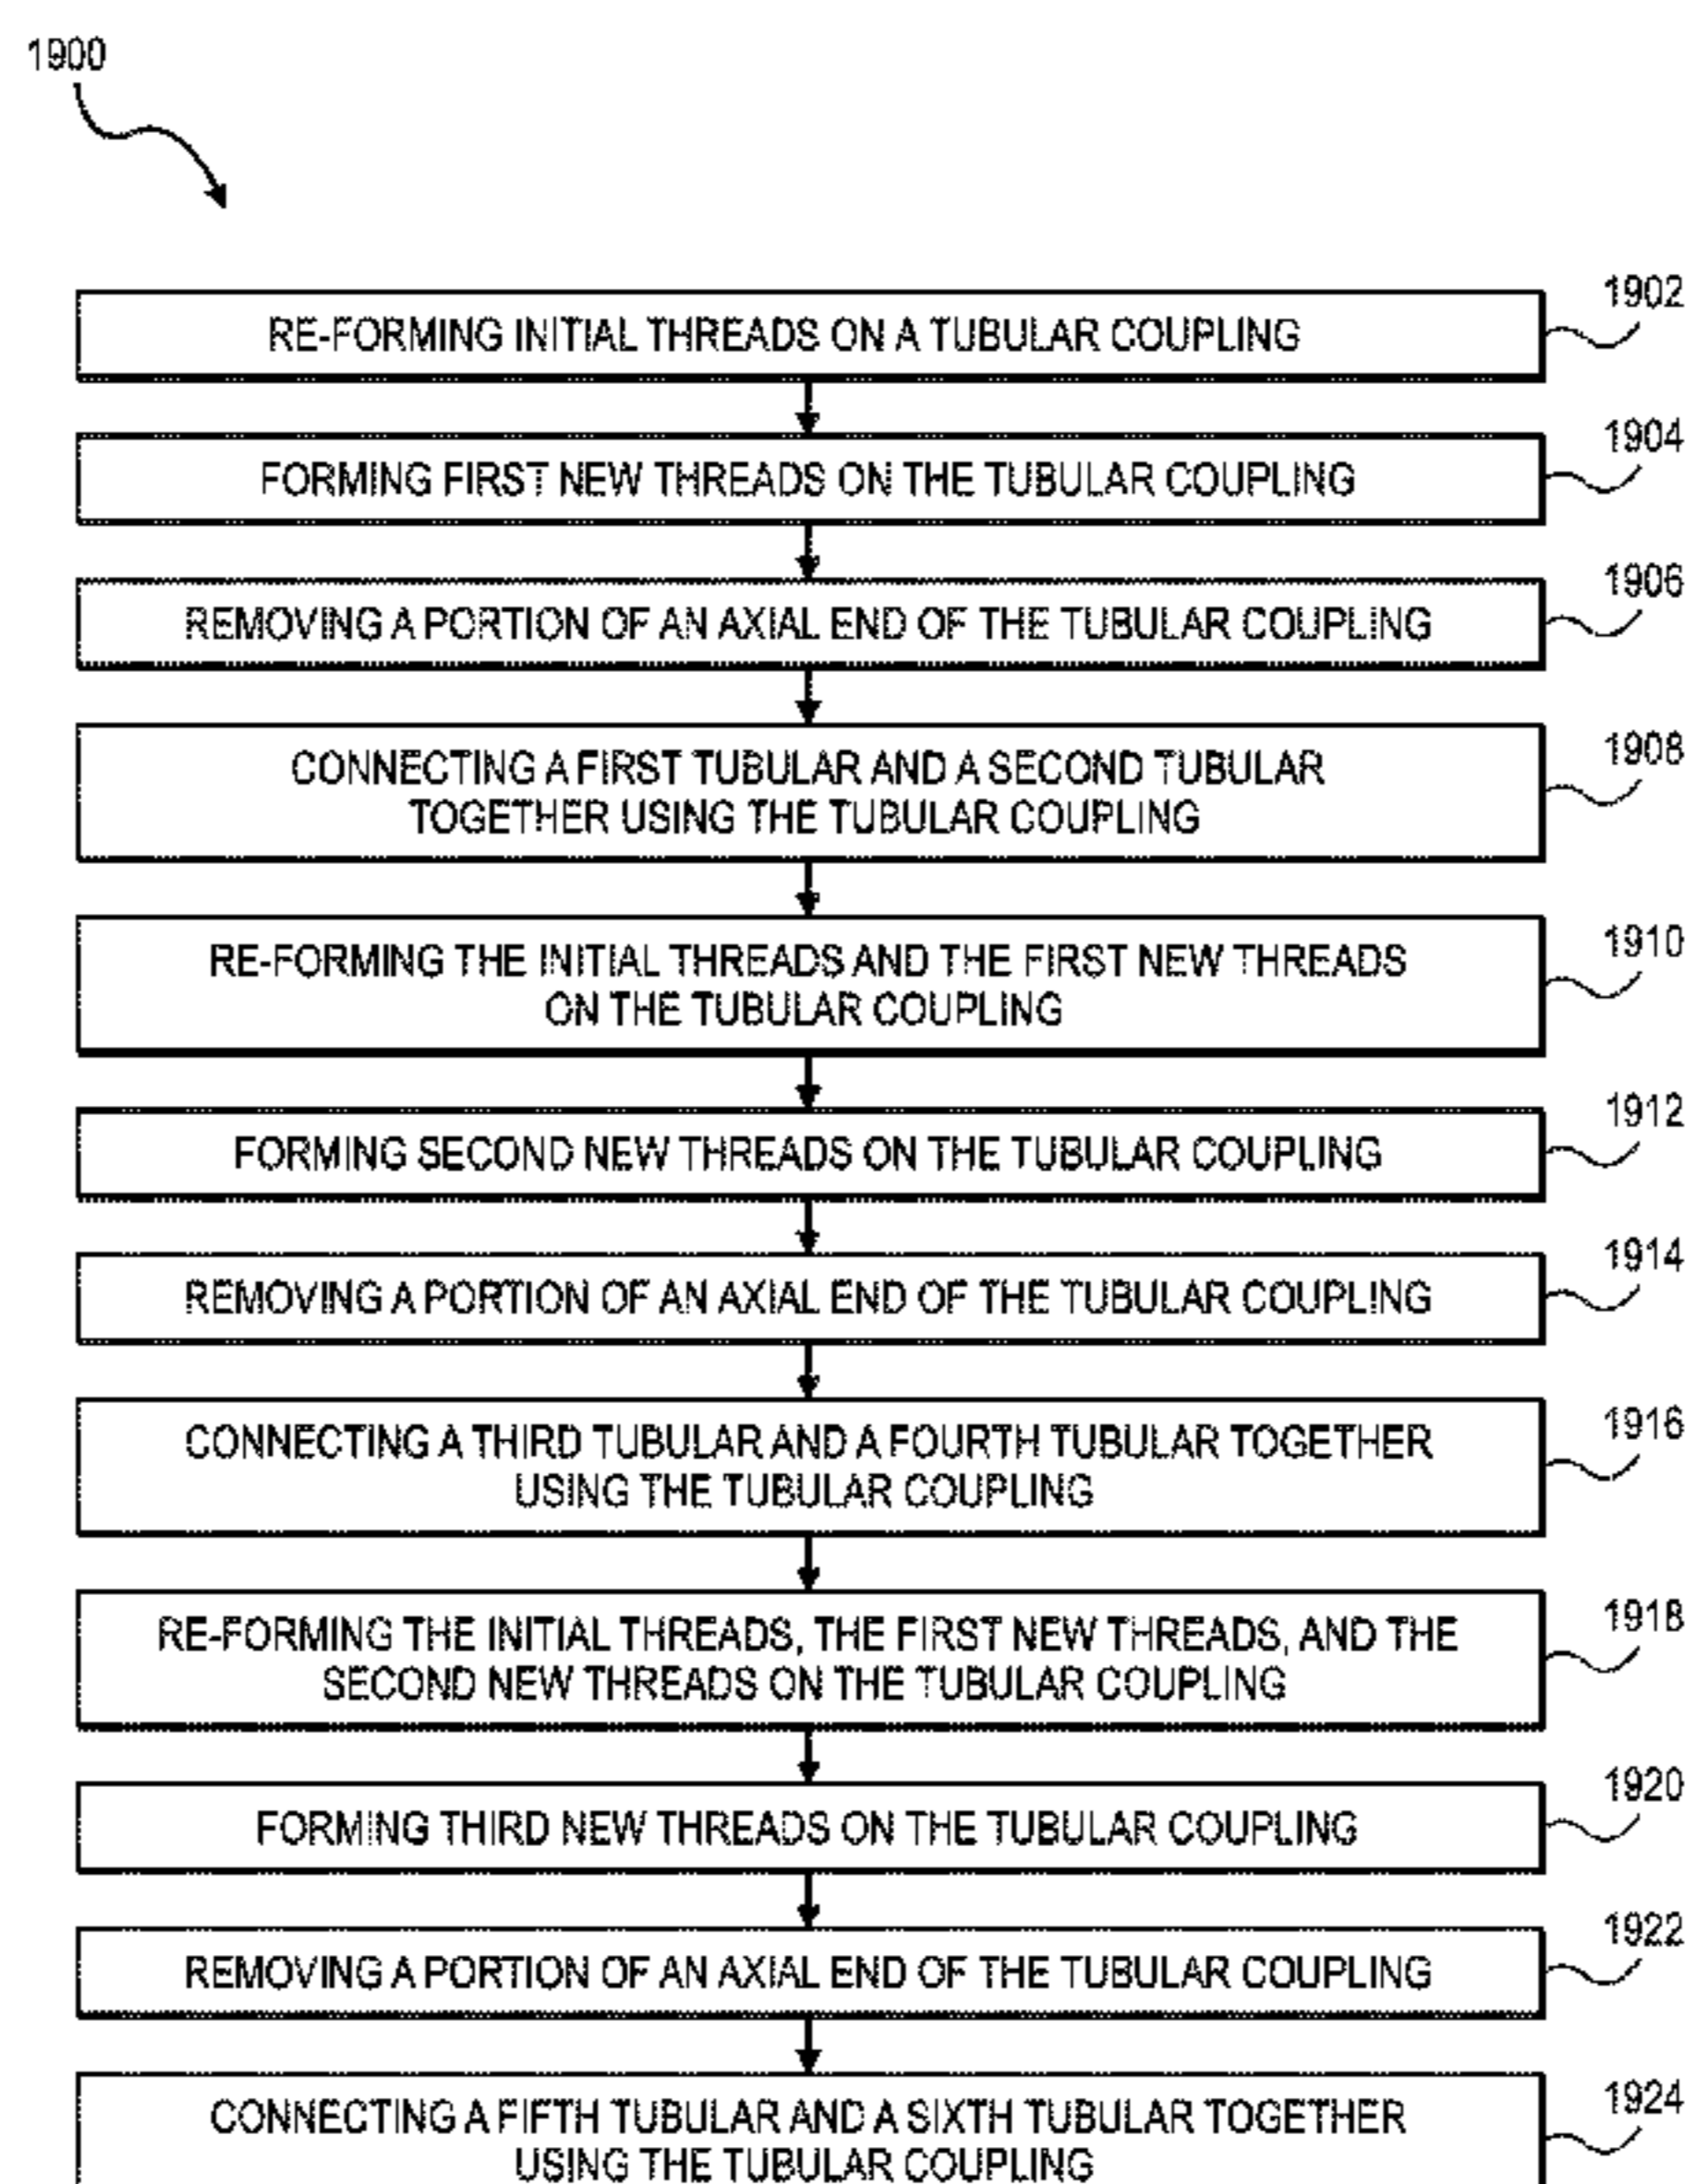 1900
RE-FORMING INITIAL THREADS ON A TUBULAR COUPLING
1902
FORMING FIRST NEW THREADS ON THE TUBULAR COUPLING
1904
REMOVING A PORTION OF AN AXIAL END OF THE TUBULAR COUPLING
1906
CONNECTING A FIRST TUBULAR AND A SECOND TUBULAR
TOGETHER USING THE TUBULAR COUPLING
1908
RE-FORMING THE INITIAL THREADS AND THE FIRST NEW THREADS
ON THE TUBULAR COUPLING
1910
FORMING SECOND NEW THREADS ON THE TUBULAR COUPLING
1912
REMOVING A PORTION OF AN AXIAL END OF THE TUBULAR COUPLING
1914
CONNECTING A THIRD TUBULAR AND A FOURTH TUBULAR TOGETHER
USING THE TUBULAR COUPLING
1916
RE-FORMING THE INITIAL THREADS, THE FIRST NEW THREADS, AND THE
SECOND NEW THREADS ON THE TUBULAR COUPLING
1918
FORMING THIRD NEW THREADS ON THE TUBULAR COUPLING
1920
REMOVING A PORTION OF AN AXIAL END OF THE TUBULAR COUPLING
1922
CONNECTING A FIFTH TUBULAR AND A SIXTH TUBULAR TOGETHER
USING THE TUBULAR COUPLING
1924